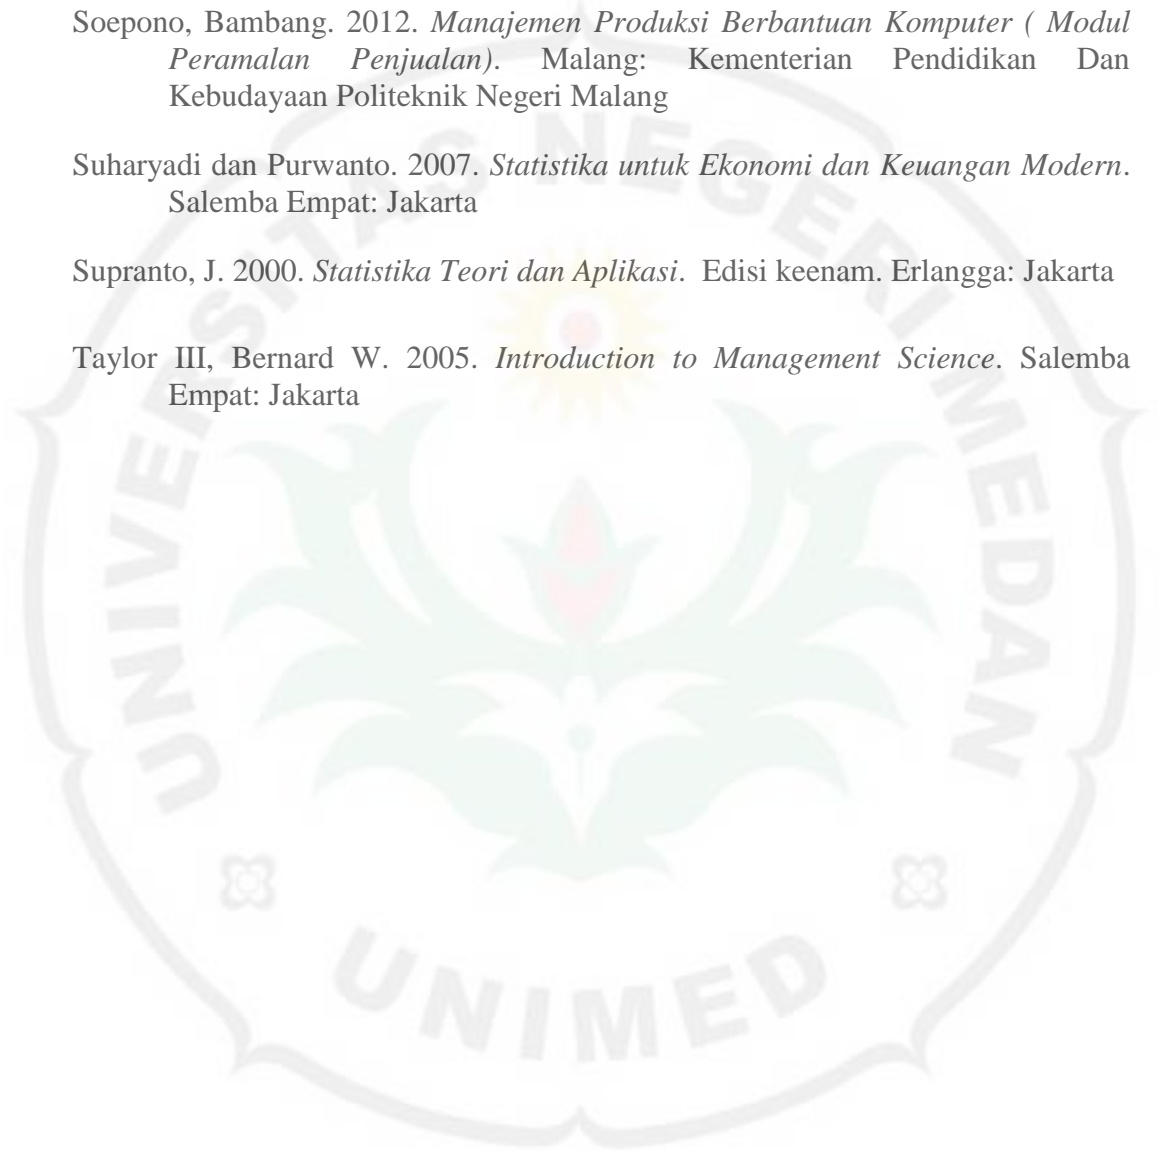 Soepono, Bambang. 2012. Manajemen Produksi Berbantuan Komputer ( Modul
Peramalan Penjualan). Malang: Kementerian Pendidikan Dan
Kebudayaan Politeknik Negeri Malang
Suharyadi dan Purwanto. 2007. Statistika untuk Ekonomi dan Keuangan Modern.
Salemba Empat: Jakarta
Supranto, J. 2000. Statistika Teori dan Aplikasi.  Edisi keenam. Erlangga: Jakarta
Taylor III, Bernard W. 2005. Introduction to Management Science. Salemba
Empat: Jakarta
UNIVERSITAS NEGERI MEDAN
UNIMED